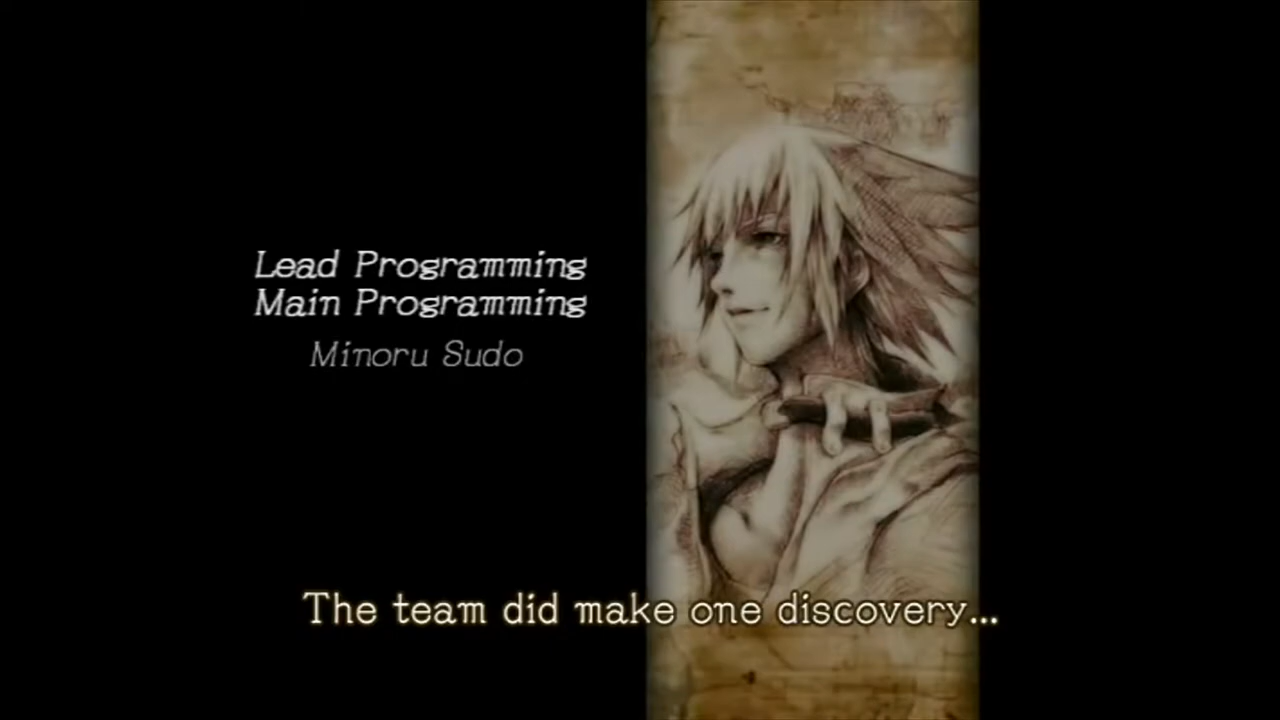 Lead Programming
Main Programming
Minoru Sudo
The team did make one discovery...